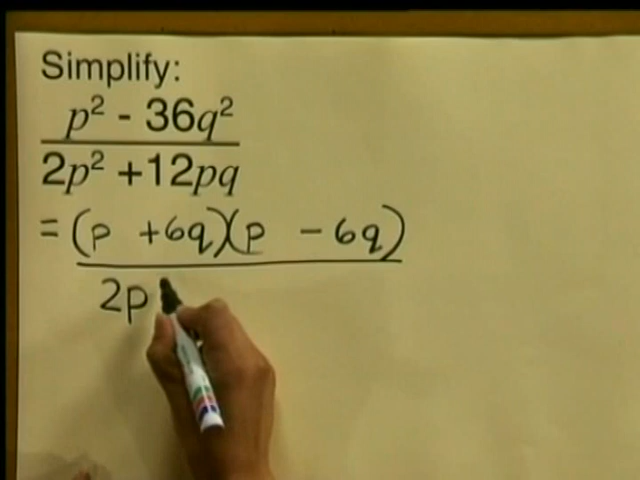 Simplify:
p² - 36q²
2p² +12pq
= (p +6q)(p - 6q)
2p